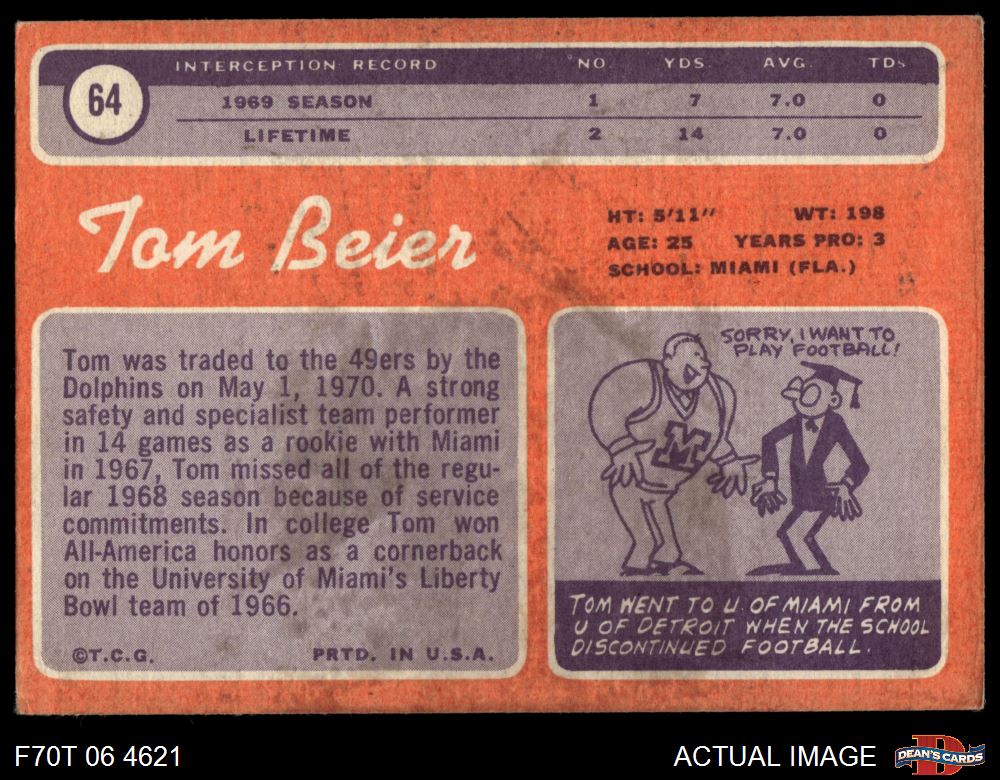 64
INTERCEPTION RECORD NO. YDS. AVG. TDs
1969 SEASON 1 7 7.0 0
LIFETIME 2 14 7.0 0
Tom Beier
HT: 5'11" WT: 198
AGE: 25 YEARS PRO: 3
SCHOOL: MIAMI (FLA.)
Tom was traded to the 49ers by the
Dolphins on May 1, 1970. A strong
safety and specialist team performer
in 14 games as a rookie with Miami
in 1967, Tom missed all of the regu-
lar 1968 season because of service
commitments. In college Tom won
All-America honors as a cornerback
on the University of Miami's Liberty
Bowl team of 1966.
©T.C.G. PRTD. IN U.S.A.
SORRY, I WANT TO
PLAY FOOTBALL!
M
TOM WENT TO U. OF MIAMI FROM
U OF DETROIT WHEN THE SCHOOL
DISCONTINUED FOOTBALL.
F70T 06 4621
ACTUAL IMAGE
D
DEAN'S CARDS